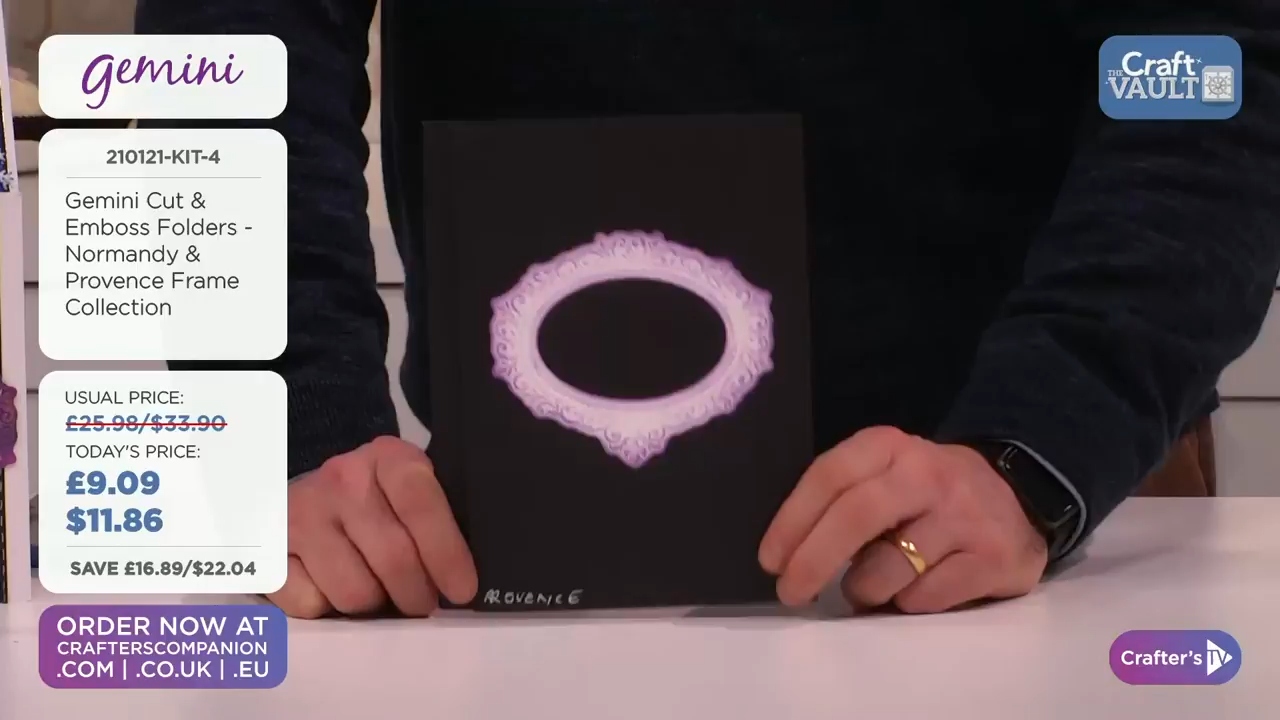 gemini
210121-KIT-4
Gemini Cut &
Emboss Folders -
Normandy &
Provence Frame
Collection
USUAL PRICE:
£25.98/$33.90
TODAY'S PRICE:
£9.09
$11.86
SAVE £16.89/$22.04
ORDER NOW AT
CRAFTERSCOMPANION
.COM | .CO.UK | .EU
THE Craft
VAULT
PROVENCE
Crafter's TV